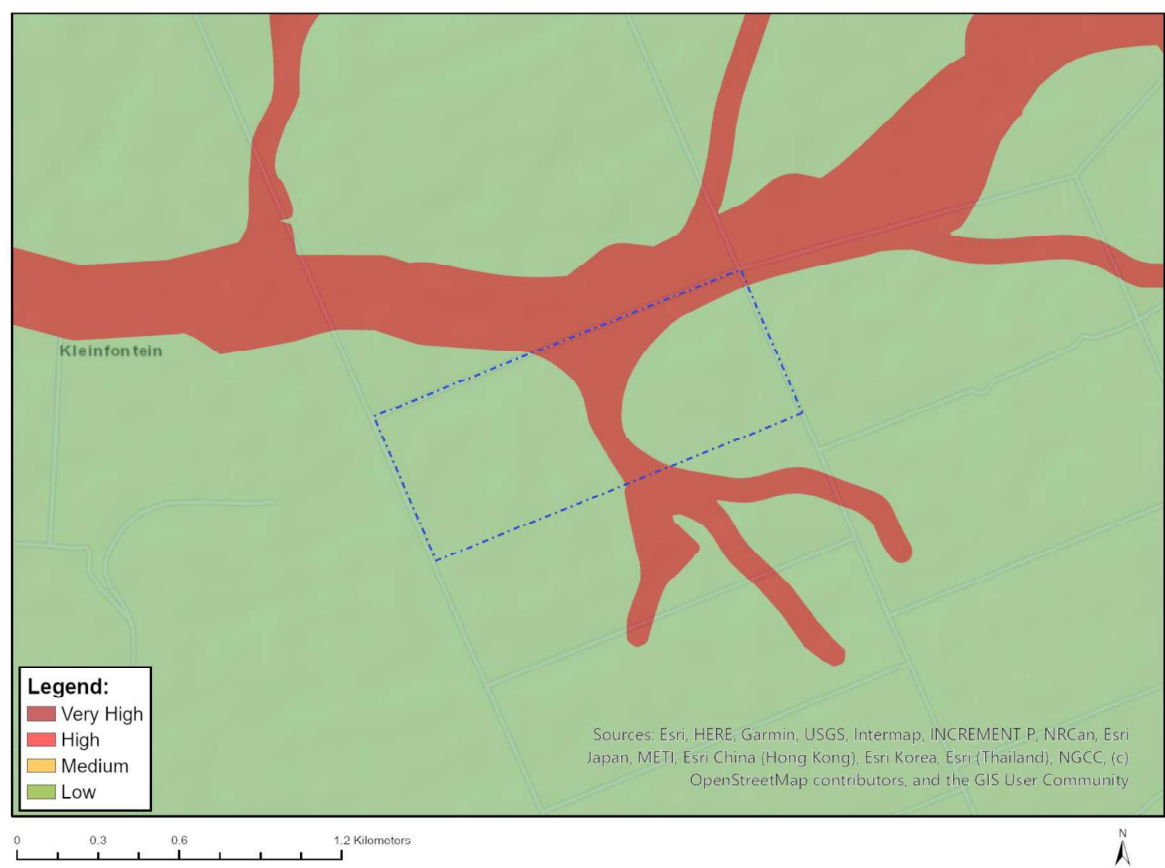 Kleinfontein
Legend:
Very High
High
Medium
Low
Sources: Esri, HERE, Garmin, USGS, Intermap, INCREMENT P, NRCan, Esri
Japan, METI, Esri China (Hong Kong), Esri Korea, Esri (Thailand), NGCC, (c)
OpenStreetMap contributors, and the GIS User Community
0 0.3 0.6 1.2 Kilometers
N